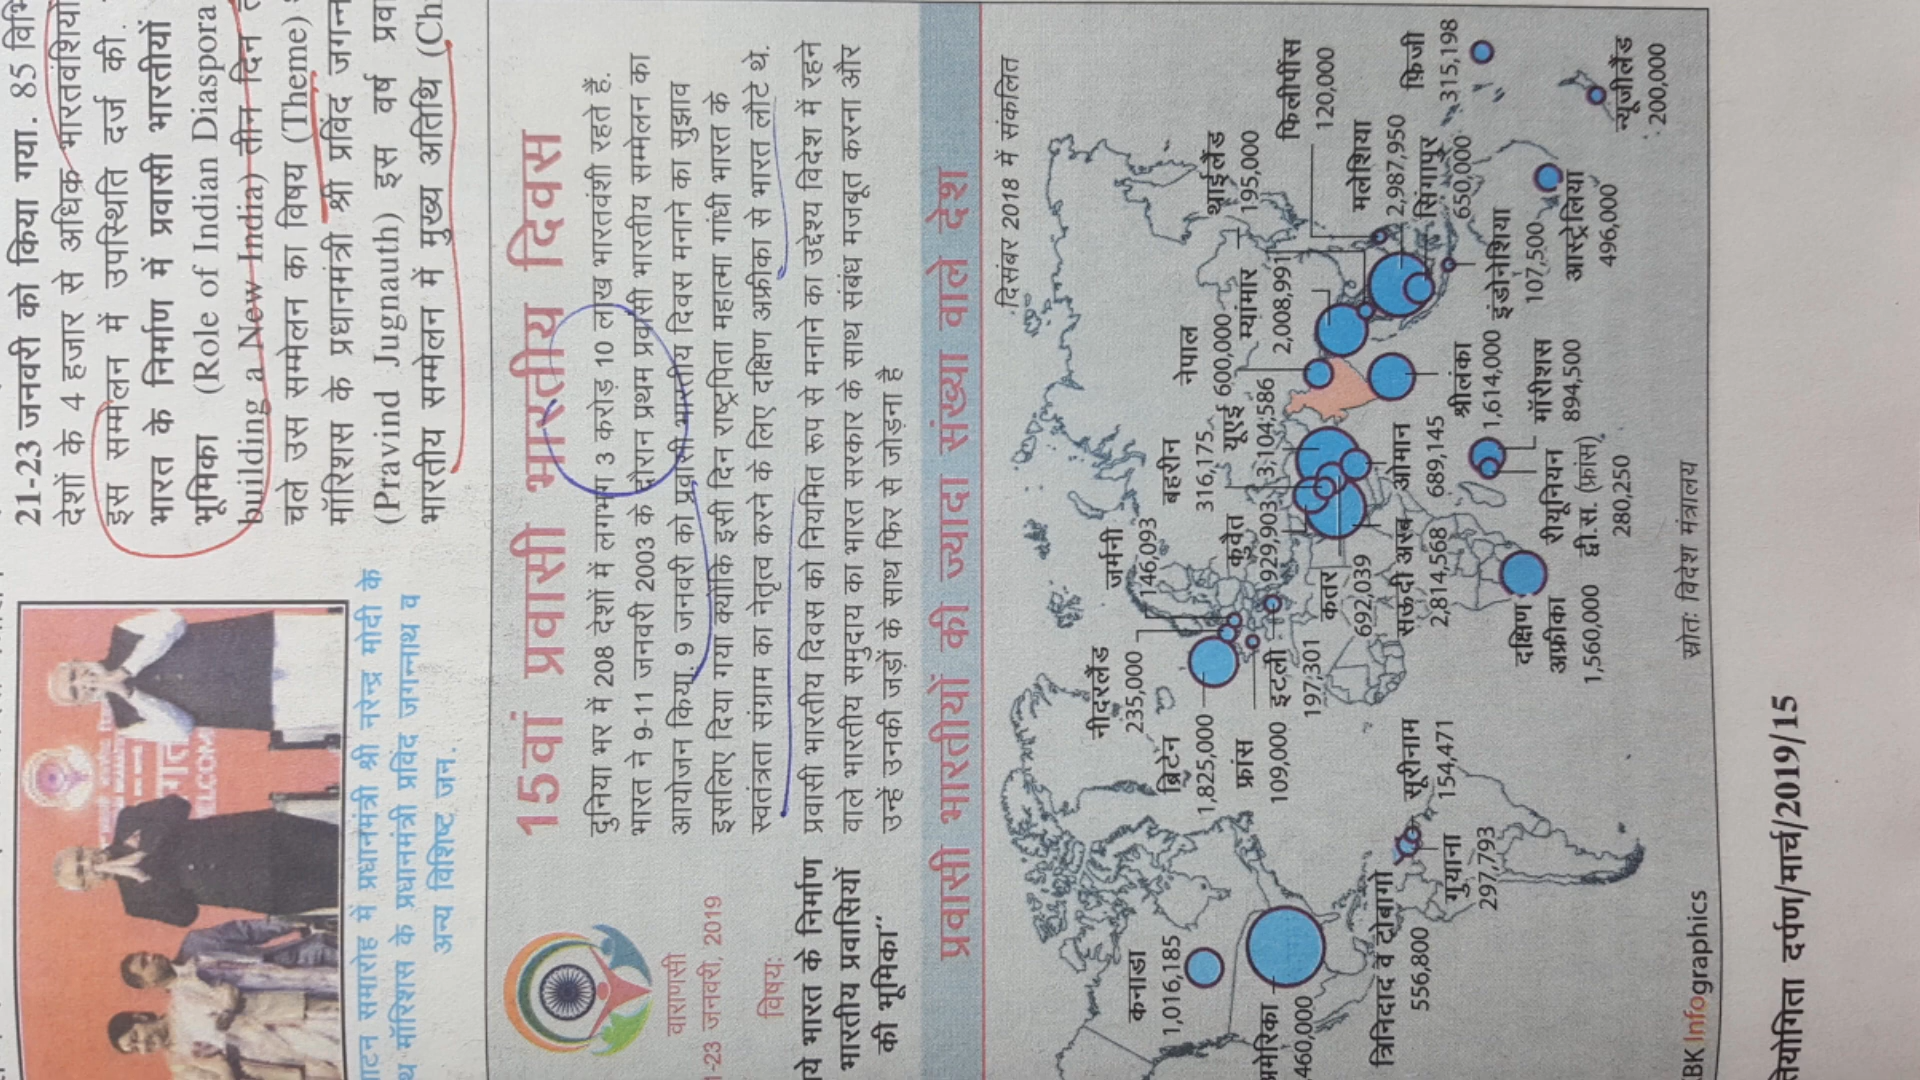 21-23 जनवरी को किया गया. 85
देशों के 4 हजार से अधिक भारतवंशियों
इस सम्मेलन में उपस्थिति दर्ज की.
भारत के निर्माण में प्रवासी भारतीयों
भूमिका (Role of Indian Diaspora
building a New India) तीन दिन
चले उस सम्मेलन का विषय (Theme)
मॉरिशस के प्रधानमंत्री श्री प्रविंद जगन्न
(Pravind Jugnauth) इस वर्ष
भारतीय सम्मेलन में मुख्य अतिथि (Ch
समारोह में प्रधानमंत्री श्री नरेन्द्र मोदी के
मॉरिशस के प्रधानमंत्री प्रविंद जगन्नाथ व
अन्य विशिष्ट जन.
15वां प्रवासी भारतीय दिवस
दुनिया भर में 208 देशों में लगभग 3 करोड़ 10 लाख भारतवंशी रहते हैं.
भारत ने 9-11 जनवरी 2003 के दौरान प्रथम प्रवासी भारतीय सम्मेलन का
आयोजन किया. 9 जनवरी को प्रवासी भारतीय दिवस मनाने का सुझाव
इसलिए दिया गया क्योंकि इसी दिन राष्ट्रपिता महात्मा गांधी भारत के
स्वतंत्रता संग्राम का नेतृत्व करने के लिए दक्षिण अफ्रीका से भारत लौटे थे.
प्रवासी भारतीय दिवस को नियमित रूप से मनाने का उद्देश्य विदेश में रहने
वाले भारतीय समुदाय का भारत सरकार के साथ संबंध मजबूत करना और
उन्हें उनकी जड़ों के साथ फिर से जोड़ना है
वाराणसी
-23 जनवरी, 2019
विषय:
ये भारत के निर्माण
भारतीय प्रवासियों
की भूमिका"
प्रवासी भारतीयों की ज्यादा संख्या वाले देश
दिसंबर 2018 में संकलित
कनाडा
1,016,185
अमेरिका
460,000
त्रिनिदाद व टोबागो
556,800
गुयाना
297,793
सूरीनाम
154,471
ब्रिटेन
1,825,000
फ्रांस
109,000
नीदरलैंड
235,000
जर्मनी
146,093
इटली
197,301
कुवैत
929,903
कतर
692,039
सऊदी अरब
2,814,568
दक्षिण
अफ्रीका
1,560,000
बहरीन
316,175
यूएई
3,104,586
ओमान
689,145
रीयूनियन
द्वी.स. (फ्रांस)
280,250
मॉरीशस
894,500
श्रीलंका
1,614,000
नेपाल
600,000
म्यांमार
2,008,991
थाईलैंड
195,000
फिलीपींस
120,000
मलेशिया
2,987,950
सिंगापुर
650,000
इंडोनेशिया
107,500
आस्ट्रेलिया
496,000
फ़िजी
315,198
न्यूजीलैंड
200,000
स्रोत: विदेश मंत्रालय
BK Infographics
तियोगिता दर्पण/मार्च/2019/15